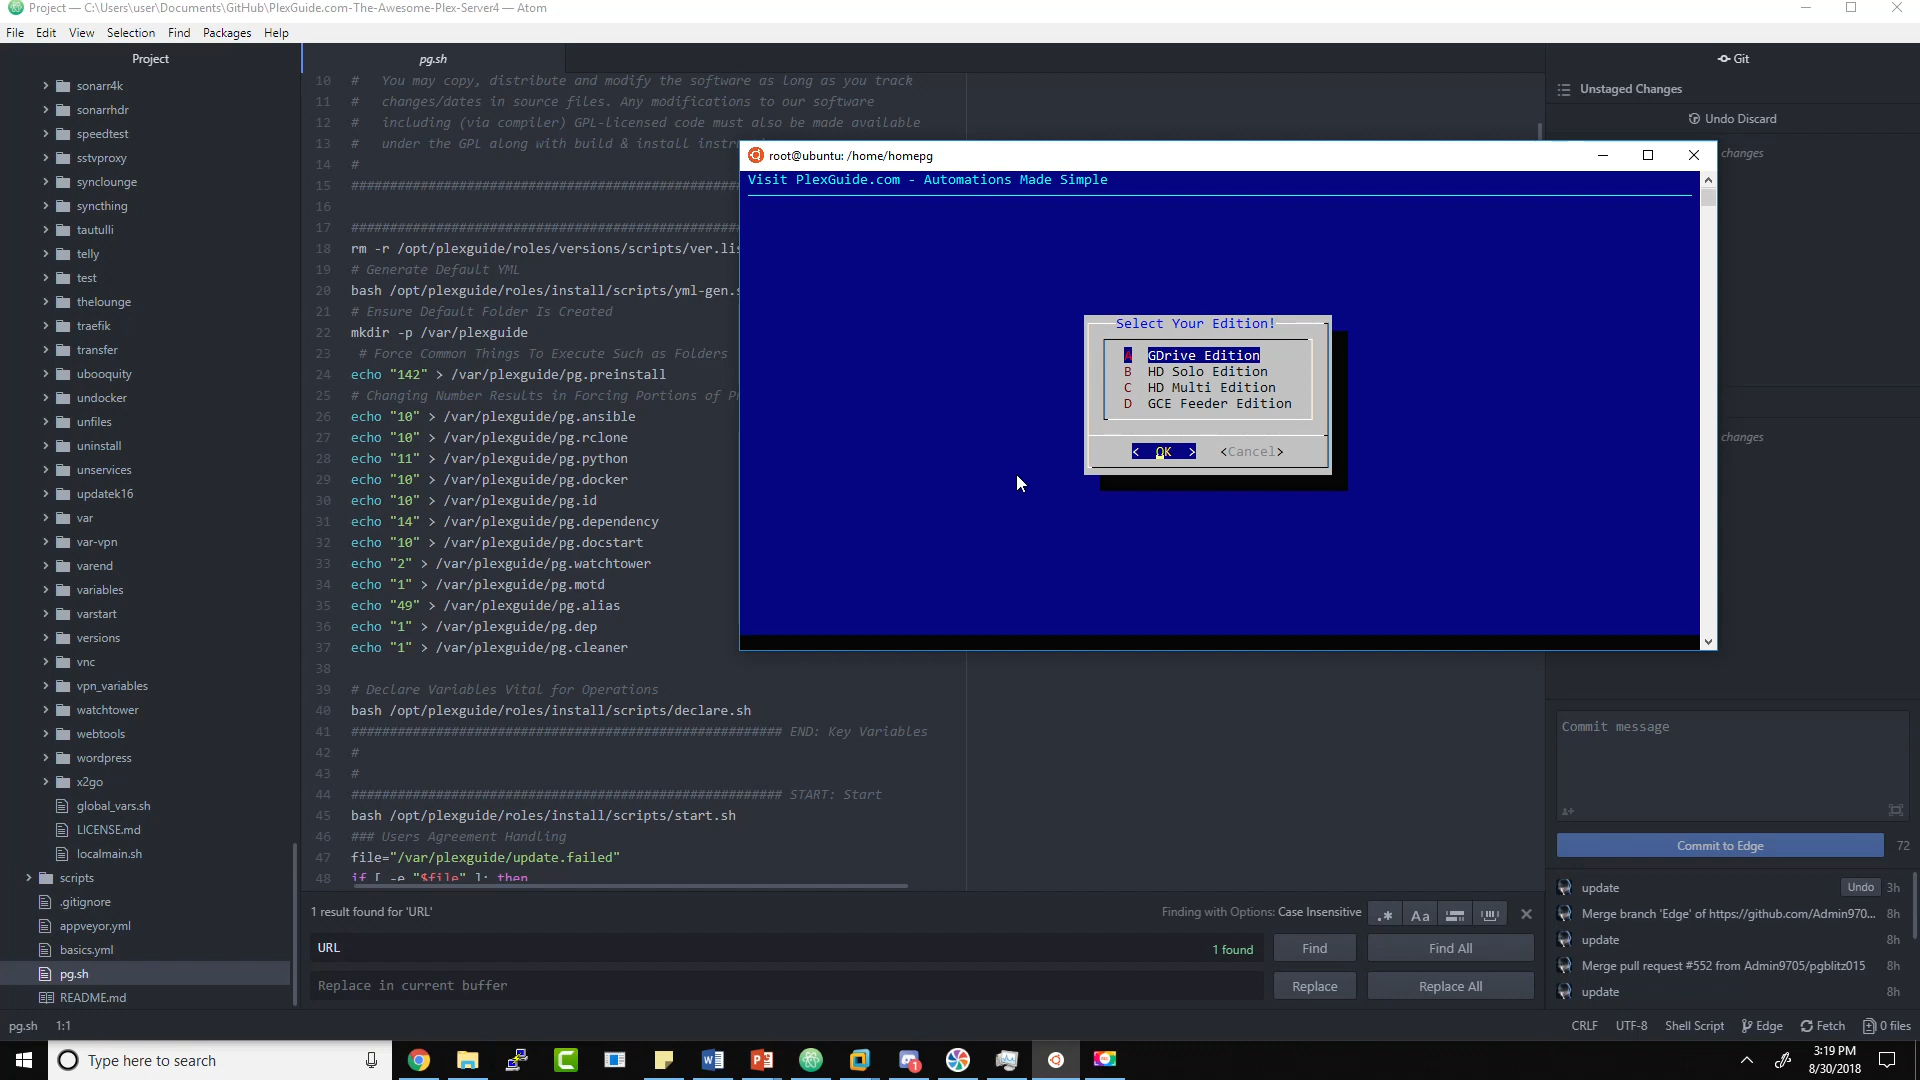 Project — C:\Users\user\Documents\GitHub\PlexGuide.com-The-Awesome-Plex-Server4 — Atom
File Edit View Selection Find Packages Help
Project
sonarr4k
sonarrhdr
speedtest
sstvproxy
synclounge
syncthing
tautulli
telly
test
thelounge
traefik
transfer
ubooquity
undocker
unfiles
uninstall
unservices
updatek16
var
var-vpn
varend
variables
varstart
versions
vnc
vpn_variables
watchtower
webtools
wordpress
x2go
global_vars.sh
LICENSE.md
localmain.sh
scripts
.gitignore
appveyor.yml
basics.yml
pg.sh
README.md
pg.sh
10 # You may copy, distribute and modify the software as long as you track
11 # changes/dates in source files. Any modifications to our software
12 # including (via compiler) GPL-licensed code must also be made available
13 # under the GPL along with build & install instr
14 #
15 ##################################################
16
17 ##################################################
18 rm -r /opt/plexguide/roles/versions/scripts/ver.lis
19 # Generate Default YML
20 bash /opt/plexguide/roles/install/scripts/yml-gen.s
21 # Ensure Default Folder Is Created
22 mkdir -p /var/plexguide
23 # Force Common Things To Execute Such as Folders
24 echo "142" > /var/plexguide/pg.preinstall
25 # Changing Number Results in Forcing Portions of P
26 echo "10" > /var/plexguide/pg.ansible
27 echo "10" > /var/plexguide/pg.rclone
28 echo "11" > /var/plexguide/pg.python
29 echo "10" > /var/plexguide/pg.docker
30 echo "10" > /var/plexguide/pg.id
31 echo "14" > /var/plexguide/pg.dependency
32 echo "10" > /var/plexguide/pg.docstart
33 echo "2" > /var/plexguide/pg.watchtower
34 echo "1" > /var/plexguide/pg.motd
35 echo "49" > /var/plexguide/pg.alias
36 echo "1" > /var/plexguide/pg.dep
37 echo "1" > /var/plexguide/pg.cleaner
38
39 # Declare Variables Vital for Operations
40 bash /opt/plexguide/roles/install/scripts/declare.sh
41 ######################################################## END: Key Variables
42 #
43 #
44 ######################################################## START: Start
45 bash /opt/plexguide/roles/install/scripts/start.sh
46 ### Users Agreement Handling
47 file="/var/plexguide/update.failed"
48 if [ -e "$file" ]; then
root@ubuntu: /home/homepg
Visit PlexGuide.com - Automations Made Simple
Select Your Edition!
A GDrive Edition
B HD Solo Edition
C HD Multi Edition
D GCE Feeder Edition
< OK > <Cancel>
Git
Unstaged Changes
Undo Discard
changes
changes
Commit message
Commit to Edge 72
update Undo 3h
Merge branch 'Edge' of https://github.com/Admin970... 8h
update 8h
Merge pull request #552 from Admin9705/pgblitz015 8h
update 8h
1 result found for 'URL' Finding with Options: Case Insensitive .* Aa
URL 1 found Find Find All
Replace in current buffer Replace Replace All
pg.sh 1:1 CRLF UTF-8 Shell Script Edge Fetch 0 files
Type here to search
3:19 PM
8/30/2018